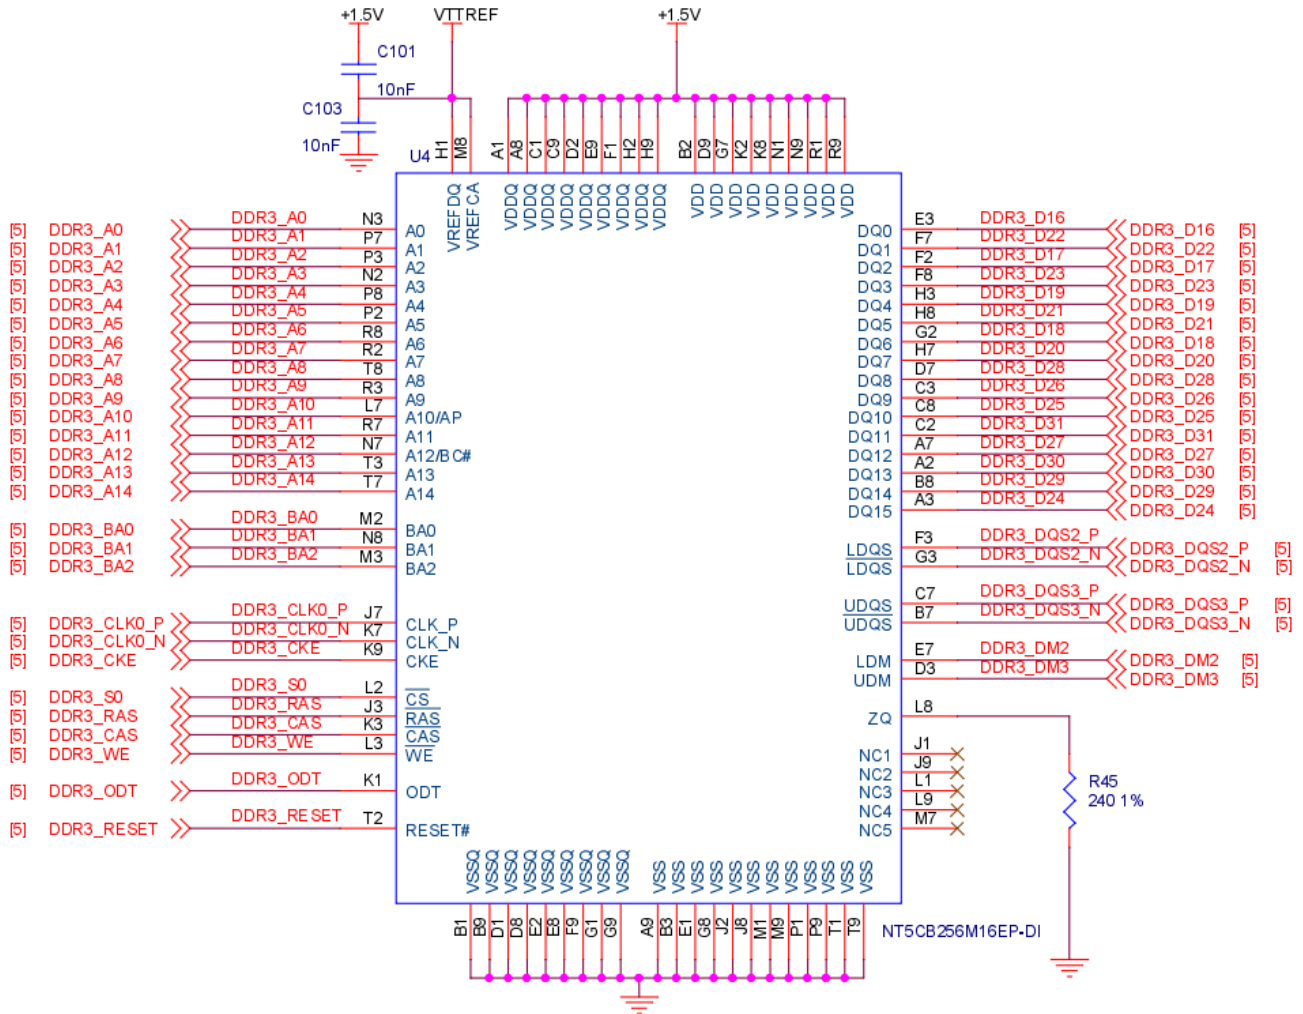 +1.5V VTTREF +1.5V
C101
10nF
C103
10nF
U4
H1 M8 A1 A8 C1 C9 D2 E9 F1 H2 H9 B2 D9 G7 K2 K8 N1 N9 R1 R9
VREFDQ VREFCA VDDQ VDDQ VDDQ VDDQ VDDQ VDDQ VDDQ VDDQ VDDQ VDD VDD VDD VDD VDD VDD VDD VDD VDD
[5] DDR3_A0 DDR3_A0 N3 A0
[5] DDR3_A1 DDR3_A1 P7 A1
[5] DDR3_A2 DDR3_A2 P3 A2
[5] DDR3_A3 DDR3_A3 N2 A3
[5] DDR3_A4 DDR3_A4 P8 A4
[5] DDR3_A5 DDR3_A5 P2 A5
[5] DDR3_A6 DDR3_A6 R8 A6
[5] DDR3_A7 DDR3_A7 R2 A7
[5] DDR3_A8 DDR3_A8 T8 A8
[5] DDR3_A9 DDR3_A9 R3 A9
[5] DDR3_A10 DDR3_A10 L7 A10/AP
[5] DDR3_A11 DDR3_A11 R7 A11
[5] DDR3_A12 DDR3_A12 N7 A12/BC#
[5] DDR3_A13 DDR3_A13 T3 A13
[5] DDR3_A14 DDR3_A14 T7 A14
[5] DDR3_BA0 DDR3_BA0 M2 BA0
[5] DDR3_BA1 DDR3_BA1 N8 BA1
[5] DDR3_BA2 DDR3_BA2 M3 BA2
[5] DDR3_CLK0_P DDR3_CLK0_P J7 CLK_P
[5] DDR3_CLK0_N DDR3_CLK0_N K7 CLK_N
[5] DDR3_CKE DDR3_CKE K9 CKE
[5] DDR3_S0 DDR3_S0 L2 CS
[5] DDR3_RAS DDR3_RAS J3 RAS
[5] DDR3_CAS DDR3_CAS K3 CAS
[5] DDR3_WE DDR3_WE L3 WE
[5] DDR3_ODT DDR3_ODT K1 ODT
[5] DDR3_RESET DDR3_RESET T2 RESET#
DQ0 E3 DDR3_D16 DDR3_D16 [5]
DQ1 F7 DDR3_D22 DDR3_D22 [5]
DQ2 F2 DDR3_D17 DDR3_D17 [5]
DQ3 F8 DDR3_D23 DDR3_D23 [5]
DQ4 H3 DDR3_D19 DDR3_D19 [5]
DQ5 H8 DDR3_D21 DDR3_D21 [5]
DQ6 G2 DDR3_D18 DDR3_D18 [5]
DQ7 H7 DDR3_D20 DDR3_D20 [5]
DQ8 D7 DDR3_D28 DDR3_D28 [5]
DQ9 C3 DDR3_D26 DDR3_D26 [5]
DQ10 C8 DDR3_D25 DDR3_D25 [5]
DQ11 C2 DDR3_D31 DDR3_D31 [5]
DQ12 A7 DDR3_D27 DDR3_D27 [5]
DQ13 A2 DDR3_D30 DDR3_D30 [5]
DQ14 B8 DDR3_D29 DDR3_D29 [5]
DQ15 A3 DDR3_D24 DDR3_D24 [5]
LDQS F3 DDR3_DQS2_P DDR3_DQS2_P [5]
LDQS G3 DDR3_DQS2_N DDR3_DQS2_N [5]
UDQS C7 DDR3_DQS3_P DDR3_DQS3_P [5]
UDQS B7 DDR3_DQS3_N DDR3_DQS3_N [5]
LDM E7 DDR3_DM2 DDR3_DM2 [5]
UDM D3 DDR3_DM3 DDR3_DM3 [5]
ZQ L8
NC1 J1
NC2 J9
NC3 L1
NC4 L9
NC5 M7
R45
240 1%
VSSQ VSSQ VSSQ VSSQ VSSQ VSSQ VSSQ VSSQ VSSQ VSS VSS VSS VSS VSS VSS VSS VSS VSS VSS VSS VSS
B1 B9 D1 D8 E2 E8 F9 G1 G9 A9 B3 E1 G8 J2 J8 M1 M9 P1 P9 T1 T9
NT5CB256M16EP-DI